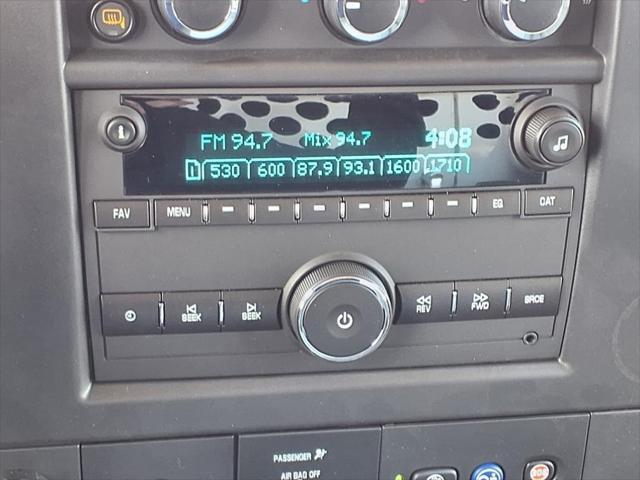 FM 94.7 Mix 94.7 4:08
1 530 600 87.9 93.1 1600 1710
FAV MENU EQ CAT
SEEK SEEK REV FWD SRCE
PASSENGER
AIR BAG OFF
SOS